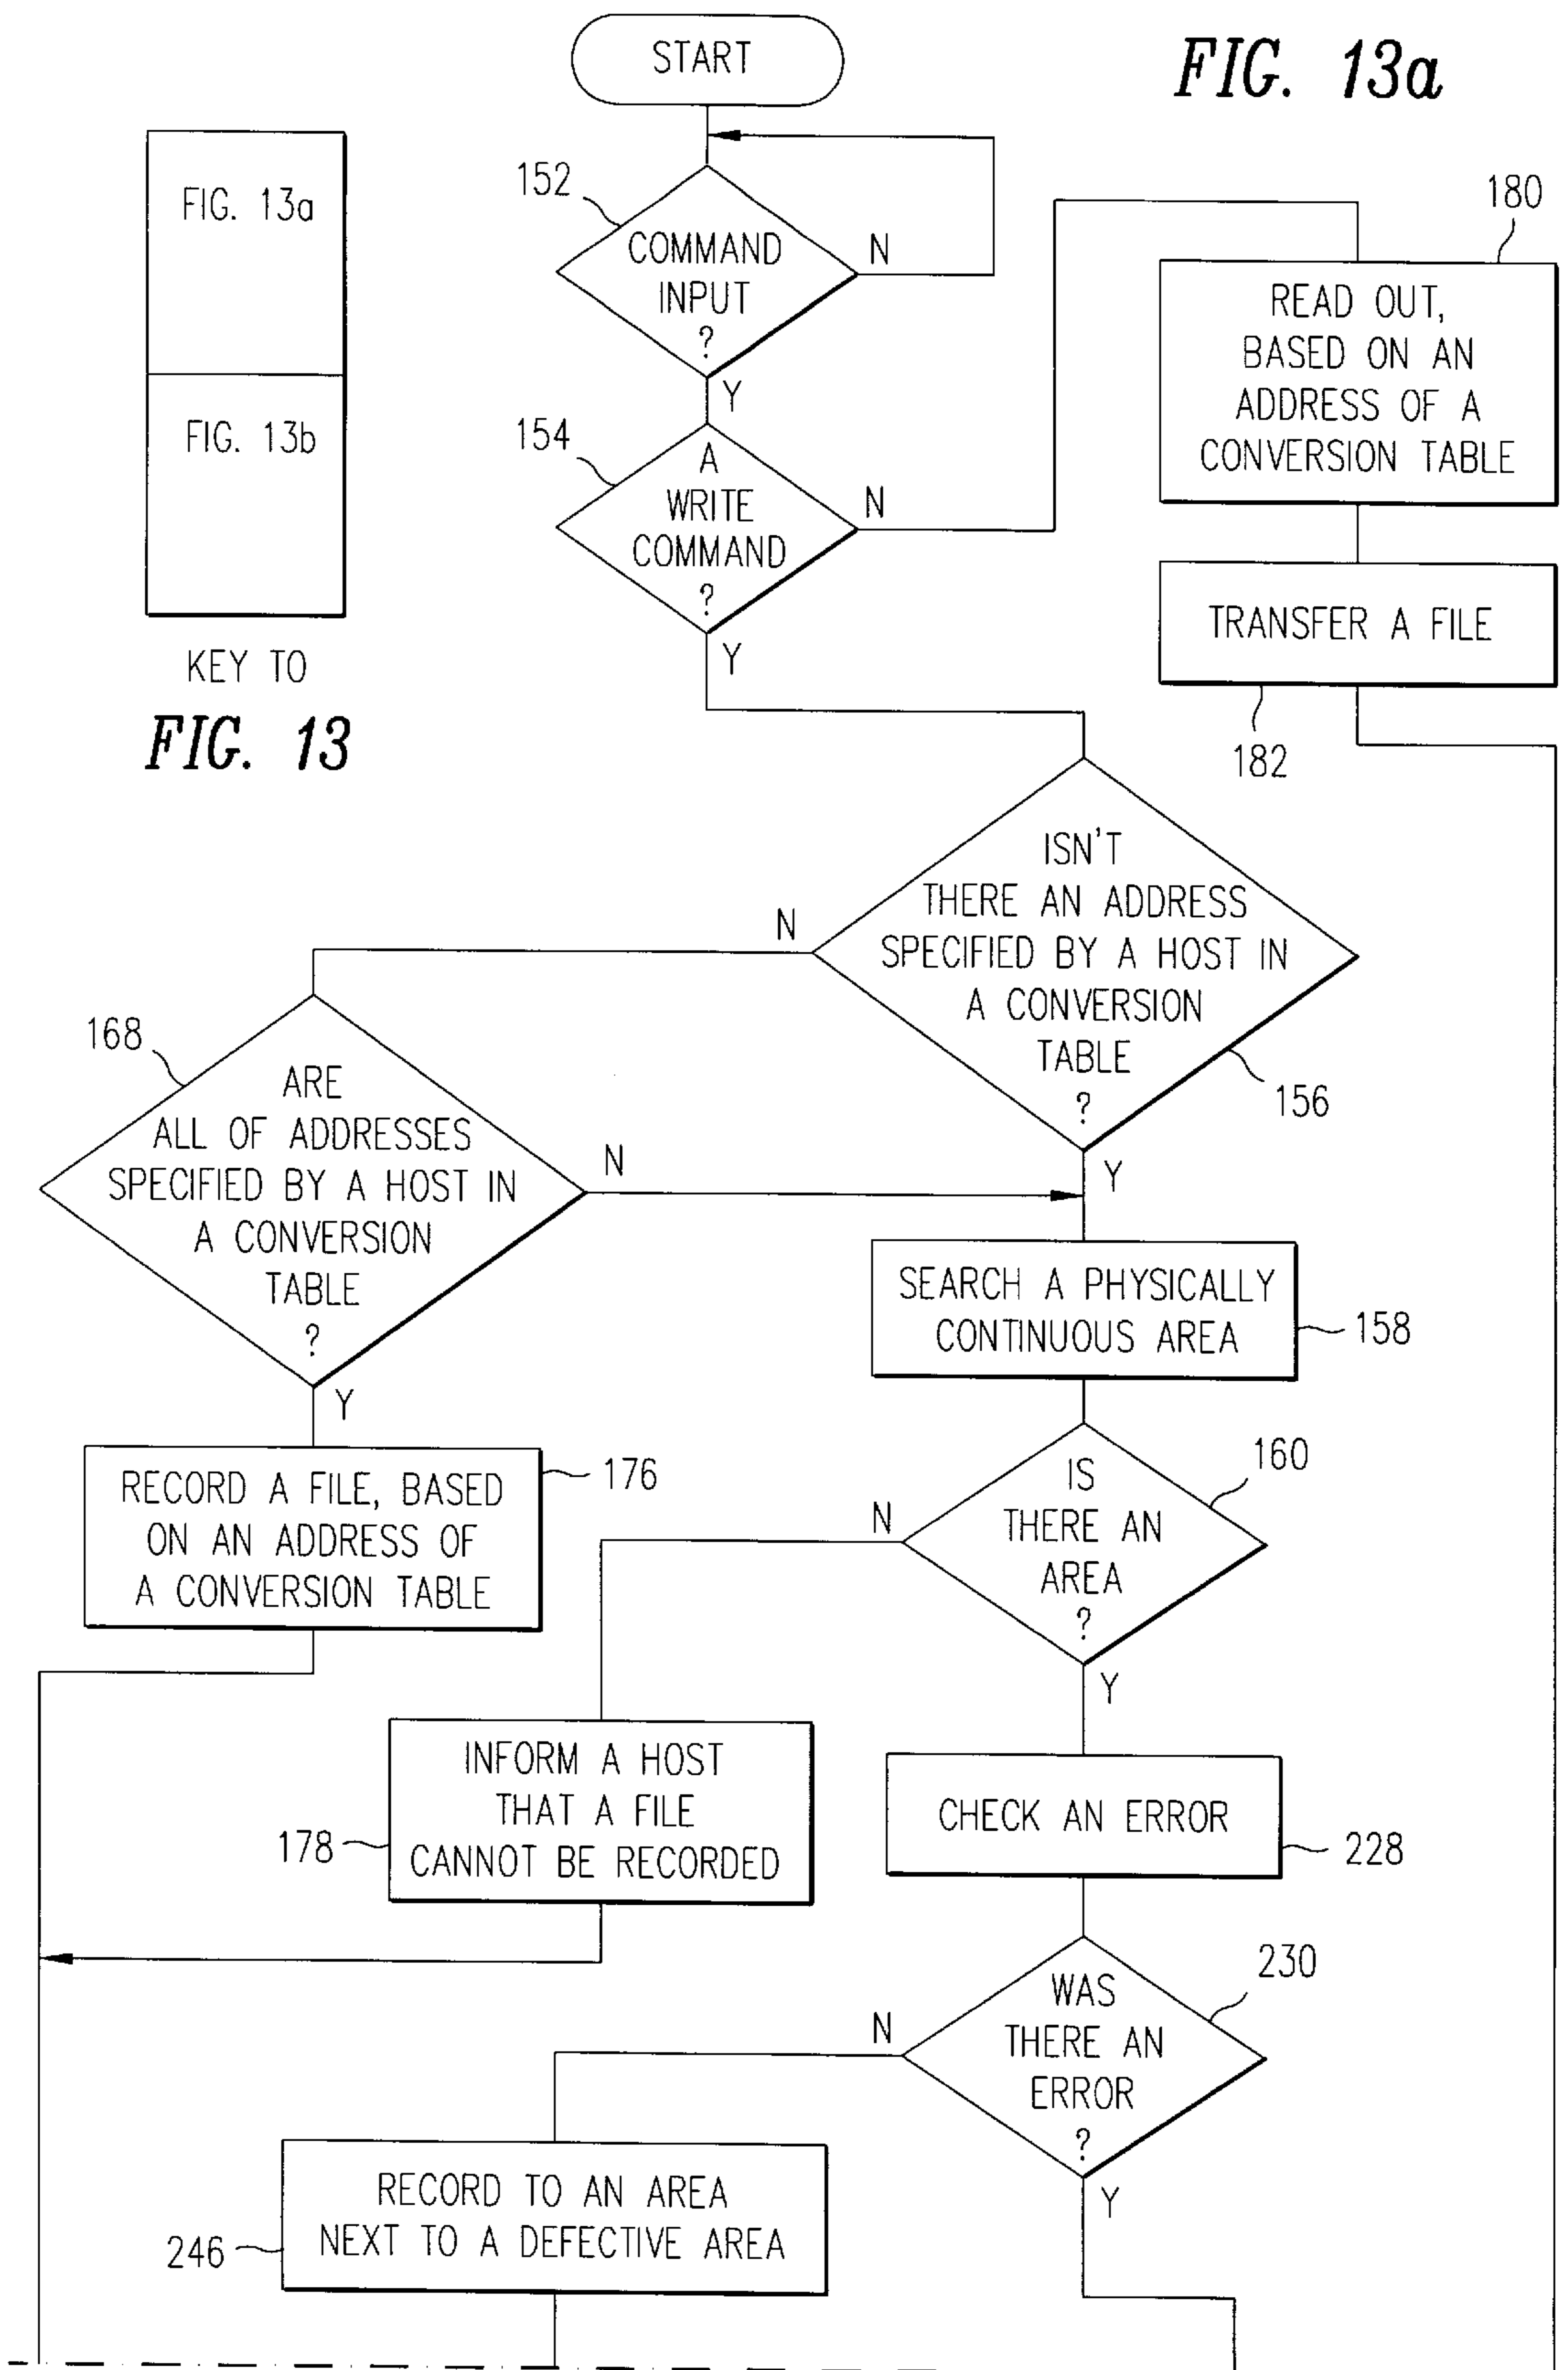 START
FIG. 13a
FIG. 13a
FIG. 13b
KEY TO
FIG. 13
152
COMMAND
INPUT
?
N
Y
154
A
WRITE
COMMAND
?
N
Y
180
READ OUT,
BASED ON AN
ADDRESS OF A
CONVERSION TABLE
TRANSFER A FILE
182
ISN'T
THERE AN ADDRESS
SPECIFIED BY A HOST IN
A CONVERSION
TABLE
?
N
156
Y
168
ARE
ALL OF ADDRESSES
SPECIFIED BY A HOST IN
A CONVERSION
TABLE
?
N
Y
SEARCH A PHYSICALLY
CONTINUOUS AREA
158
RECORD A FILE, BASED
ON AN ADDRESS OF
A CONVERSION TABLE
176
IS
THERE AN
AREA
?
160
N
Y
INFORM A HOST
THAT A FILE
CANNOT BE RECORDED
178
CHECK AN ERROR
228
WAS
THERE AN
ERROR
?
230
N
Y
RECORD TO AN AREA
NEXT TO A DEFECTIVE AREA
246